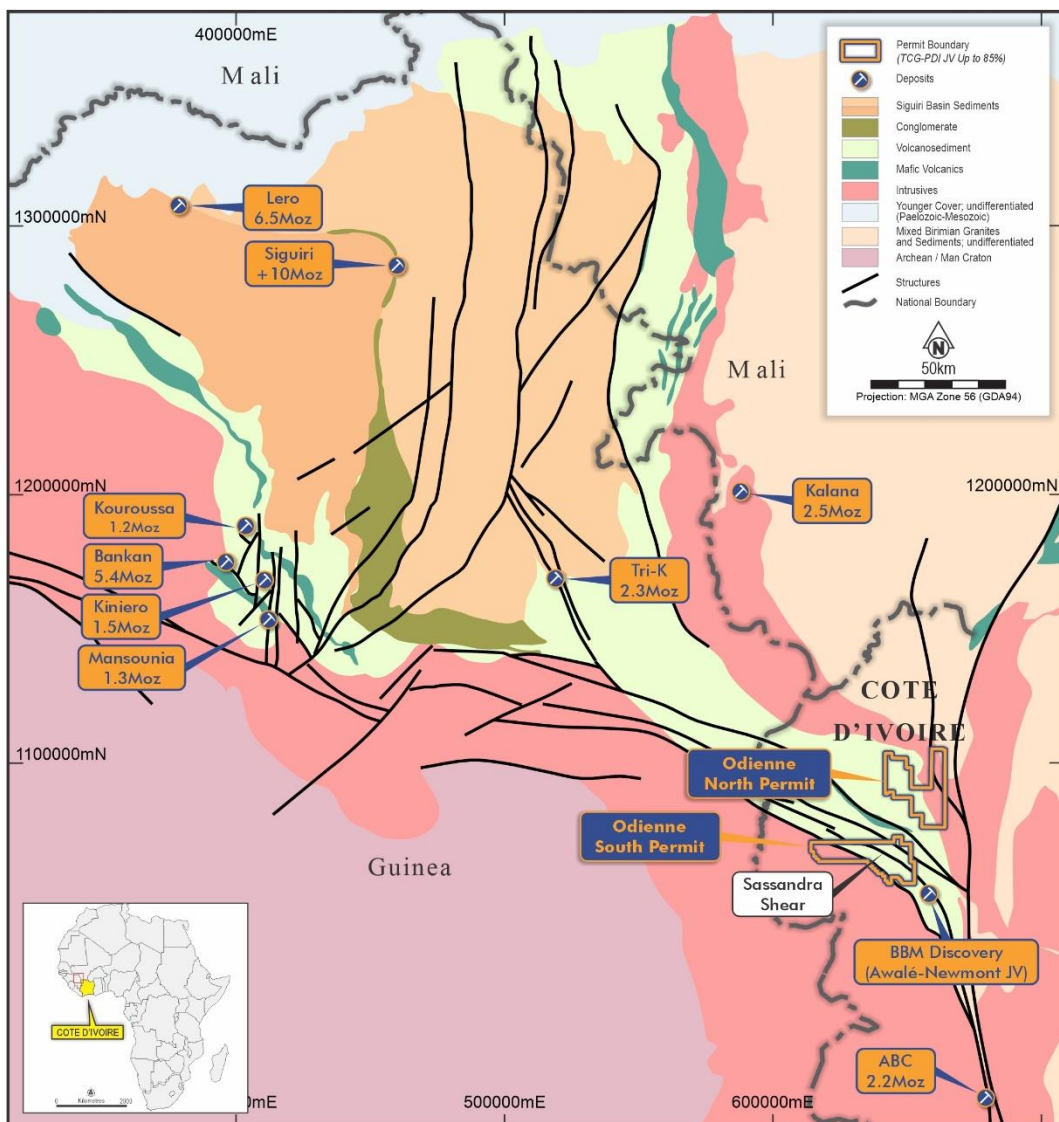 400000mE
Mali
Permit Boundary
(TCG-PDI JV Up to 85%)
Deposits
Siguiri Basin Sediments
Conglomerate
Volcanosediment
Mafic Volcanics
Intrusives
Younger Cover; undifferentiated
(Paelozoic-Mesozoic)
Mixed Birimian Granites
and Sediments; undifferentiated
Archean / Man Craton
Structures
National Boundary
N
50km
Projection: MGA Zone 56 (GDA94)
Lero
6.5Moz
1300000mN
Siguiri
+10Moz
Mali
1200000mN
1200000mN
Kalana
2.5Moz
Kouroussa
1.2Moz
Bankan
5.4Moz
Kiniero
1.5Moz
Mansounia
1.3Moz
Tri-K
2.3Moz
COTE
D'IVOIRE
1100000mN
Odienne
North Permit
Odienne
South Permit
Guinea
Sassandra
Shear
BBM Discovery
(Awalé-Newmont JV)
COTE D'IVOIRE
N
Kilometres
0
2000
ABC
2.2Moz
mE
500000mE
600000mE